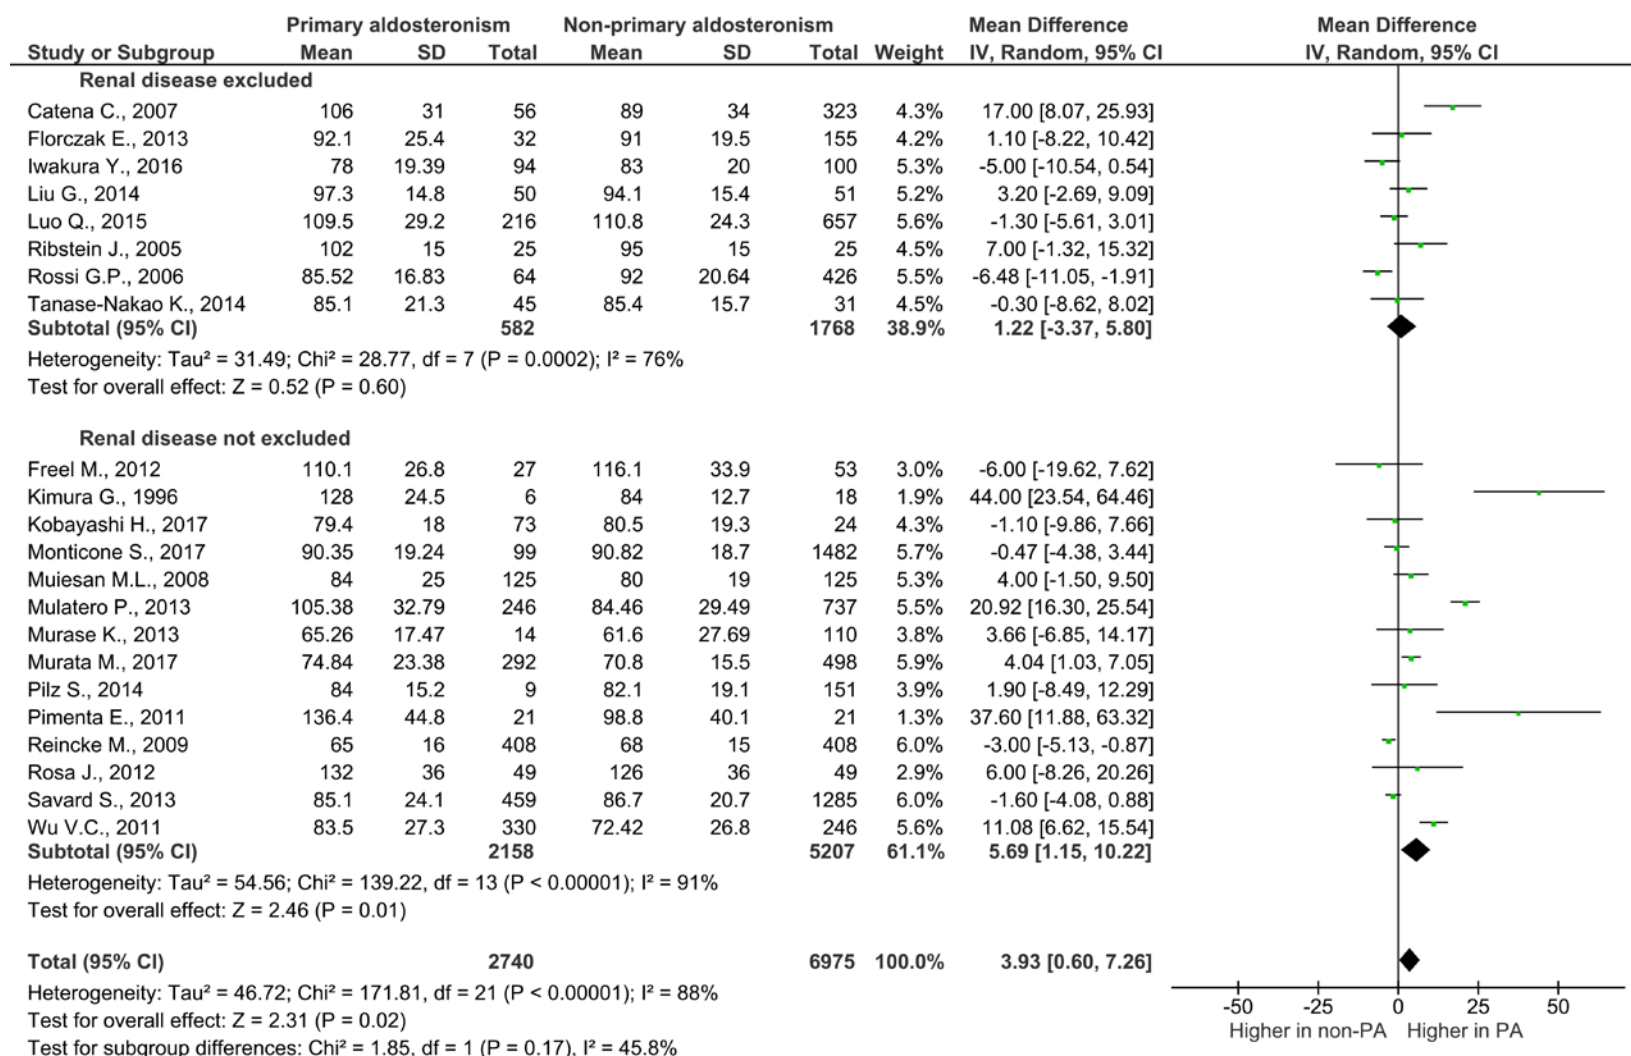 Primary aldosteronism Non-primary aldosteronism Mean Difference Mean Difference
Study or Subgroup Mean SD Total Mean SD Total Weight IV, Random, 95% CI IV, Random, 95% CI
Renal disease excluded
Catena C., 2007 106 31 56 89 34 323 4.3% 17.00 [8.07, 25.93]
Florczak E., 2013 92.1 25.4 32 91 19.5 155 4.2% 1.10 [-8.22, 10.42]
Iwakura Y., 2016 78 19.39 94 83 20 100 5.3% -5.00 [-10.54, 0.54]
Liu G., 2014 97.3 14.8 50 94.1 15.4 51 5.2% 3.20 [-2.69, 9.09]
Luo Q., 2015 109.5 29.2 216 110.8 24.3 657 5.6% -1.30 [-5.61, 3.01]
Ribstein J., 2005 102 15 25 95 15 25 4.5% 7.00 [-1.32, 15.32]
Rossi G.P., 2006 85.52 16.83 64 92 20.64 426 5.5% -6.48 [-11.05, -1.91]
Tanase-Nakao K., 2014 85.1 21.3 45 85.4 15.7 31 4.5% -0.30 [-8.62, 8.02]
Subtotal (95% CI) 582 1768 38.9% 1.22 [-3.37, 5.80]
Heterogeneity: Tau² = 31.49; Chi² = 28.77, df = 7 (P = 0.0002); I² = 76%
Test for overall effect: Z = 0.52 (P = 0.60)
Renal disease not excluded
Freel M., 2012 110.1 26.8 27 116.1 33.9 53 3.0% -6.00 [-19.62, 7.62]
Kimura G., 1996 128 24.5 6 84 12.7 18 1.9% 44.00 [23.54, 64.46]
Kobayashi H., 2017 79.4 18 73 80.5 19.3 24 4.3% -1.10 [-9.86, 7.66]
Monticone S., 2017 90.35 19.24 99 90.82 18.7 1482 5.7% -0.47 [-4.38, 3.44]
Muiesan M.L., 2008 84 25 125 80 19 125 5.3% 4.00 [-1.50, 9.50]
Mulatero P., 2013 105.38 32.79 246 84.46 29.49 737 5.5% 20.92 [16.30, 25.54]
Murase K., 2013 65.26 17.47 14 61.6 27.69 110 3.8% 3.66 [-6.85, 14.17]
Murata M., 2017 74.84 23.38 292 70.8 15.5 498 5.9% 4.04 [1.03, 7.05]
Pilz S., 2014 84 15.2 9 82.1 19.1 151 3.9% 1.90 [-8.49, 12.29]
Pimenta E., 2011 136.4 44.8 21 98.8 40.1 21 1.3% 37.60 [11.88, 63.32]
Reincke M., 2009 65 16 408 68 15 408 6.0% -3.00 [-5.13, -0.87]
Rosa J., 2012 132 36 49 126 36 49 2.9% 6.00 [-8.26, 20.26]
Savard S., 2013 85.1 24.1 459 86.7 20.7 1285 6.0% -1.60 [-4.08, 0.88]
Wu V.C., 2011 83.5 27.3 330 72.42 26.8 246 5.6% 11.08 [6.62, 15.54]
Subtotal (95% CI) 2158 5207 61.1% 5.69 [1.15, 10.22]
Heterogeneity: Tau² = 54.56; Chi² = 139.22, df = 13 (P < 0.00001); I² = 91%
Test for overall effect: Z = 2.46 (P = 0.01)
Total (95% CI) 2740 6975 100.0% 3.93 [0.60, 7.26]
Heterogeneity: Tau² = 46.72; Chi² = 171.81, df = 21 (P < 0.00001); I² = 88%
Test for overall effect: Z = 2.31 (P = 0.02)
Test for subgroup differences: Chi² = 1.85, df = 1 (P = 0.17), I² = 45.8%
-50 -25 0 25 50
Higher in non-PA Higher in PA